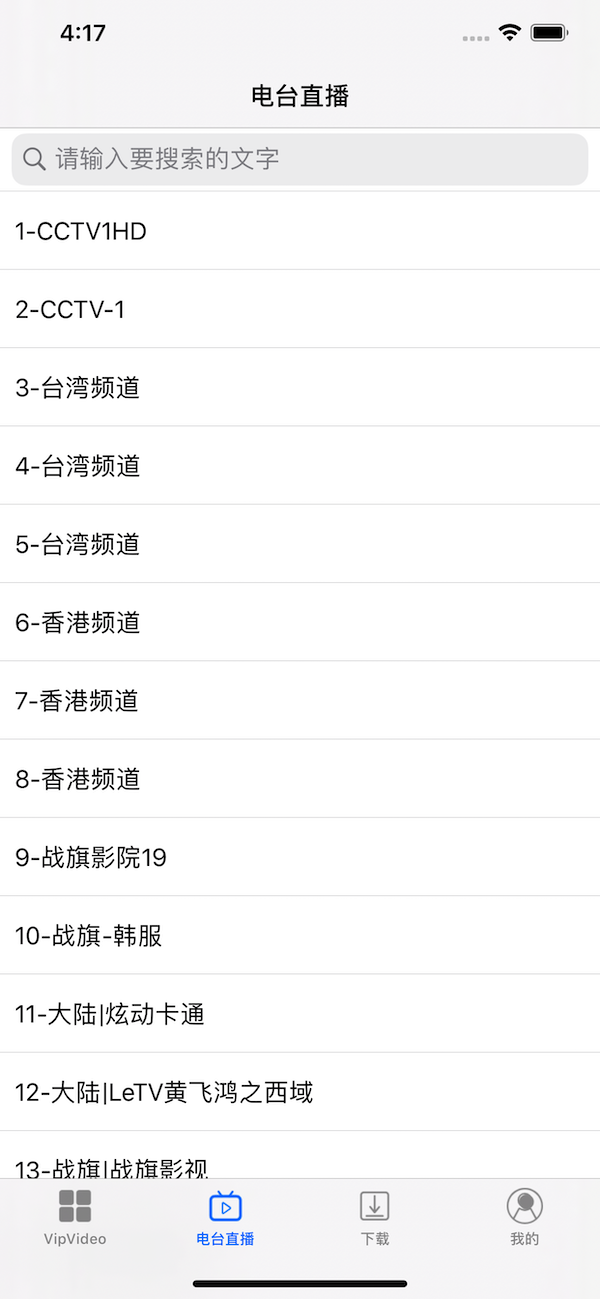 4:17
电台直播
请输入要搜索的文字
1-CCTV1HD
2-CCTV-1
3-台湾频道
4-台湾频道
5-台湾频道
6-香港频道
7-香港频道
8-香港频道
9-战旗影院19
10-战旗-韩服
11-大陆|炫动卡通
12-大陆|LeTV黄飞鸿之西域
13-战旗|战旗影视
VipVideo
电台直播
下载
我的